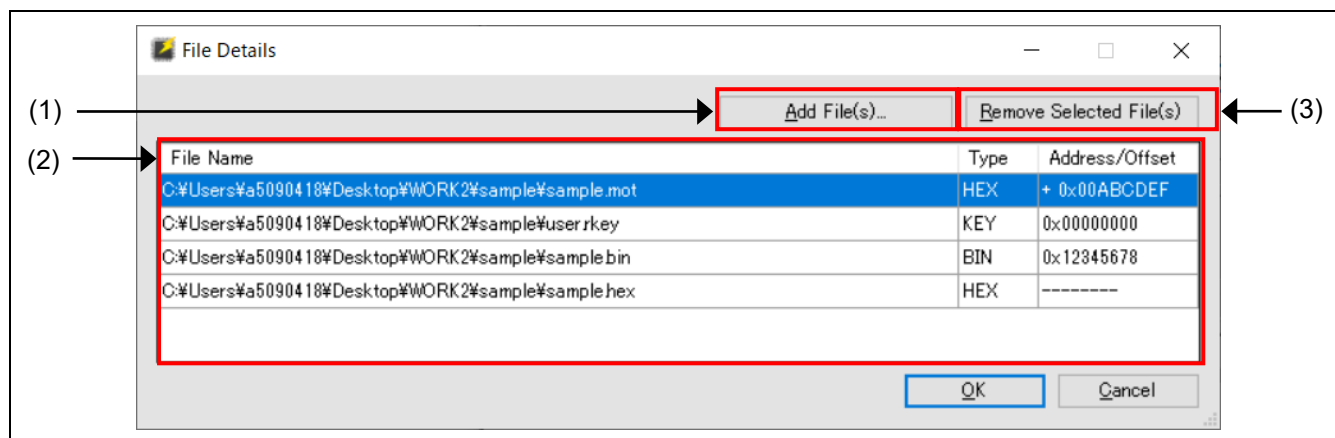 File Details
(1)
Add File(s)...
Remove Selected File(s)
(3)
(2)
File Name Type Address/Offset
C:¥Users¥a5090418¥Desktop¥WORK2¥sample¥sample.mot HEX + 0x00ABCDEF
C:¥Users¥a5090418¥Desktop¥WORK2¥sample¥user.rkey KEY 0x00000000
C:¥Users¥a5090418¥Desktop¥WORK2¥sample¥sample.bin BIN 0x12345678
C:¥Users¥a5090418¥Desktop¥WORK2¥sample¥sample.hex HEX --------
OK Cancel